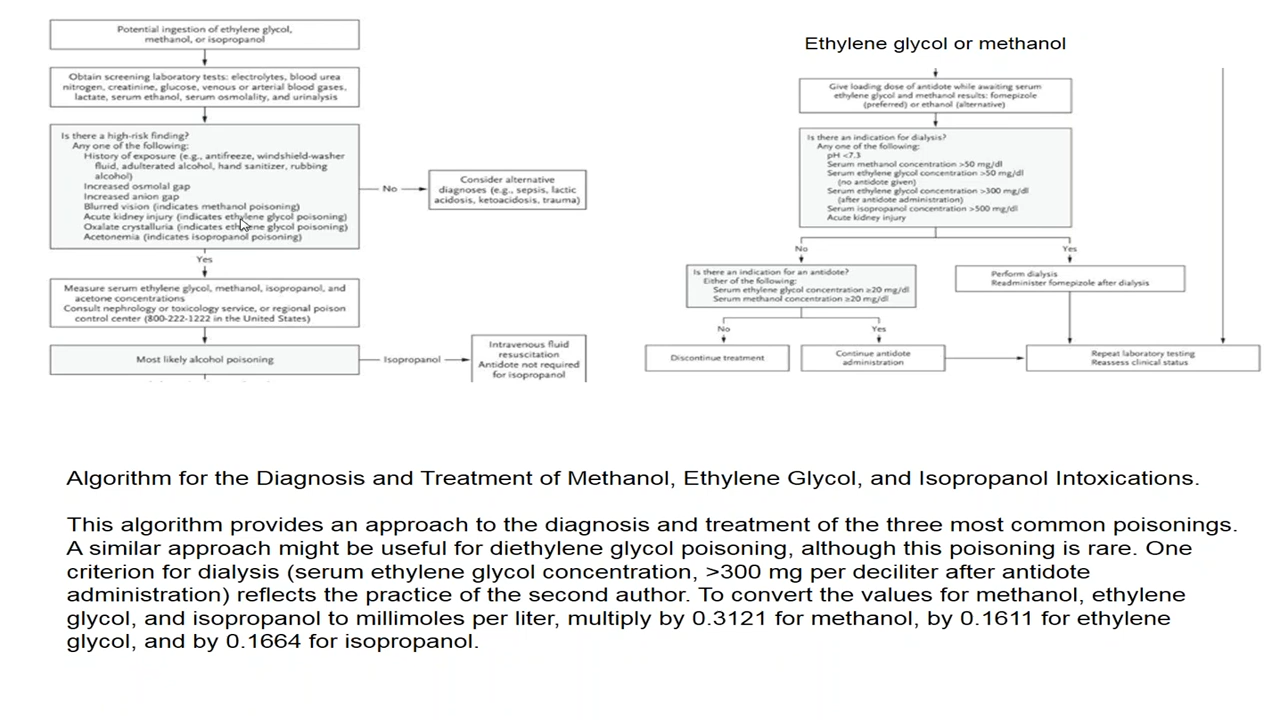 Potential ingestion of ethylene glycol,
methanol, or isopropanol
Obtain screening laboratory tests: electrolytes, blood urea
nitrogen, creatinine, glucose, venous or arterial blood gases,
lactate, serum ethanol, serum osmolality, and urinalysis
Is there a high-risk finding?
Any one of the following:
History of exposure (e.g., antifreeze, windshield-washer
fluid, adulterated alcohol, hand sanitizer, rubbing
alcohol)
Increased osmolal gap
Increased anion gap
Blurred vision (indicates methanol poisoning)
Acute kidney injury (indicates ethylene glycol poisoning)
Oxalate crystalluria (indicates ethylene glycol poisoning)
Acetonemia (indicates isopropanol poisoning)
No
Consider alternative
diagnoses (e.g., sepsis, lactic
acidosis, ketoacidosis, trauma)
Yes
Measure serum ethylene glycol, methanol, isopropanol, and
acetone concentrations
Consult nephrology or toxicology service, or regional poison
control center (800-222-1222 in the United States)
Most likely alcohol poisoning
Isopropanol
Intravenous fluid
resuscitation
Antidote not required
for isopropanol
Ethylene glycol or methanol
Give loading dose of antidote while awaiting serum
ethylene glycol and methanol results: fomepizole
(preferred) or ethanol (alternative)
Is there an indication for dialysis?
Any one of the following:
pH <7.3
Serum methanol concentration >50 mg/dl
Serum ethylene glycol concentration >50 mg/dl
(no antidote given)
Serum ethylene glycol concentration >300 mg/dl
(after antidote administration)
Serum isopropanol concentration >500 mg/dl
Acute kidney injury
No
Yes
Is there an indication for an antidote?
Either of the following:
Serum ethylene glycol concentration ≥20 mg/dl
Serum methanol concentration ≥20 mg/dl
Perform dialysis
Readminister fomepizole after dialysis
No
Yes
Discontinue treatment
Continue antidote
administration
Repeat laboratory testing
Reassess clinical status
Algorithm for the Diagnosis and Treatment of Methanol, Ethylene Glycol, and Isopropanol Intoxications.
This algorithm provides an approach to the diagnosis and treatment of the three most common poisonings.
A similar approach might be useful for diethylene glycol poisoning, although this poisoning is rare. One
criterion for dialysis (serum ethylene glycol concentration, >300 mg per deciliter after antidote
administration) reflects the practice of the second author. To convert the values for methanol, ethylene
glycol, and isopropanol to millimoles per liter, multiply by 0.3121 for methanol, by 0.1611 for ethylene
glycol, and by 0.1664 for isopropanol.